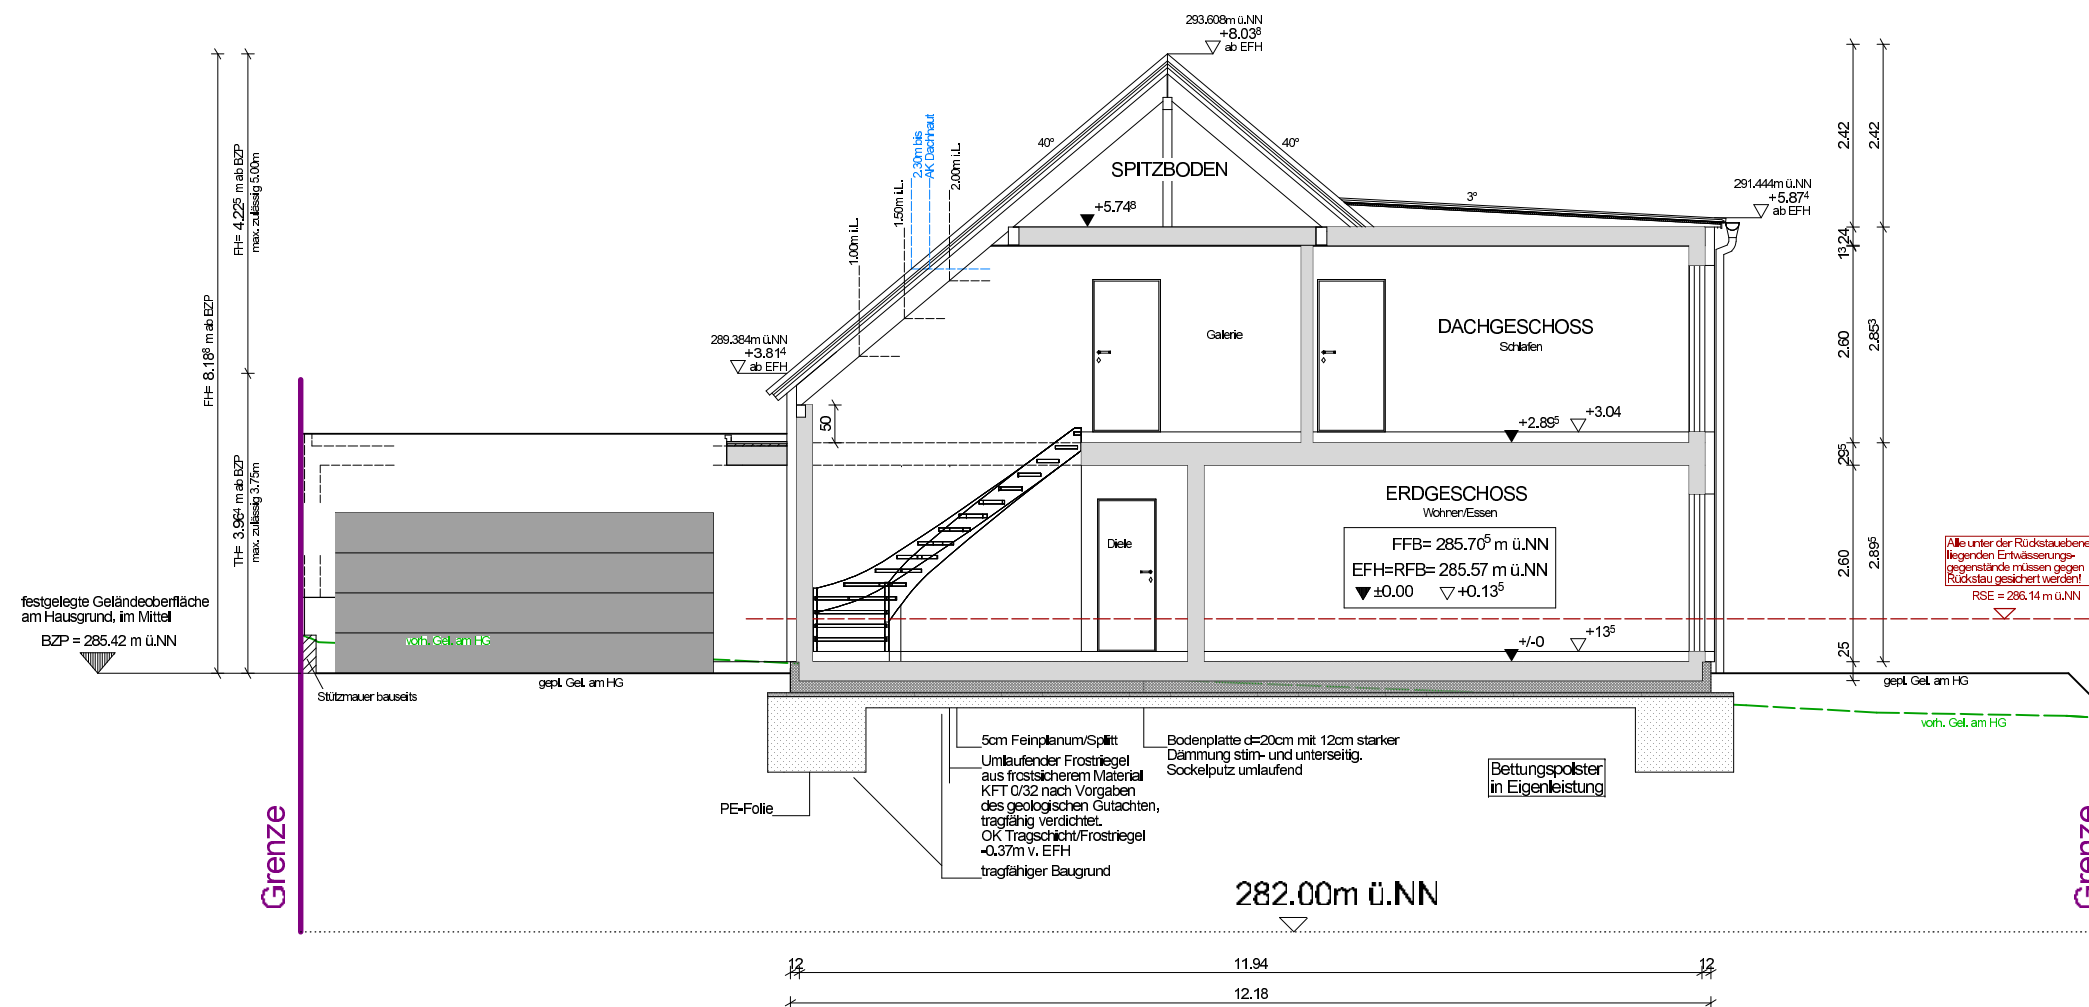 293.608m ü.NN
+8.03⁸
ab EFH
40°
40°
SPITZBODEN
+5.74⁸
3°
291.444m ü.NN
+5.87⁴
ab EFH
2.30m bis
AK Dachhaut
2.00m i.L.
1.50m i.L.
1.00m i.L.
289.384m ü.NN
+3.81⁴
ab EFH
FH= 8.18⁸ m ab BZP
FH= 4.22⁵ m ab BZP
max. zulässig 5.00m
TH= 3.96⁴ m ab BZP
max. zulässig 3.75m
Galerie
DACHGESCHOSS
Schlafen
50
+2.89⁵
+3.04
ERDGESCHOSS
Wohnen/Essen
FFB= 285.70⁵ m ü.NN
EFH=RFB= 285.57 m ü.NN
±0.00
+0.13⁵
Diele
+/-0
+13⁵
2.42
2.42
24
13
2.60
2.85³
29⁵
2.60
2.89⁵
25
Alle unter der Rückstauebene
liegenden Entwässerungs-
gegenstände müssen gegen
Rückstau gesichert werden!
RSE = 286.14 m ü.NN
festgelegte Geländeoberfläche
am Hausgrund, im Mittel
BZP = 285.42 m ü.NN
vorh. Gel. am HG
gepl. Gel. am HG
Stützmauer bauseits
gepl. Gel. am HG
vorh. Gel. am HG
5cm Feinplanum/Splitt
Umlaufender Frostriegel
aus frostsicherem Material
KFT 0/32 nach Vorgaben
des geologischen Gutachten,
tragfähig verdichtet.
OK Tragschicht/Frostriegel
-0.37m v. EFH
tragfähiger Baugrund
PE-Folie
Bodenplatte d=20cm mit 12cm starker
Dämmung stirn- und unterseitig.
Sockelputz umlaufend
Bettungspolster
in Eigenleistung
Grenze
Grenze
282.00m ü.NN
12
11.94
12
12.18